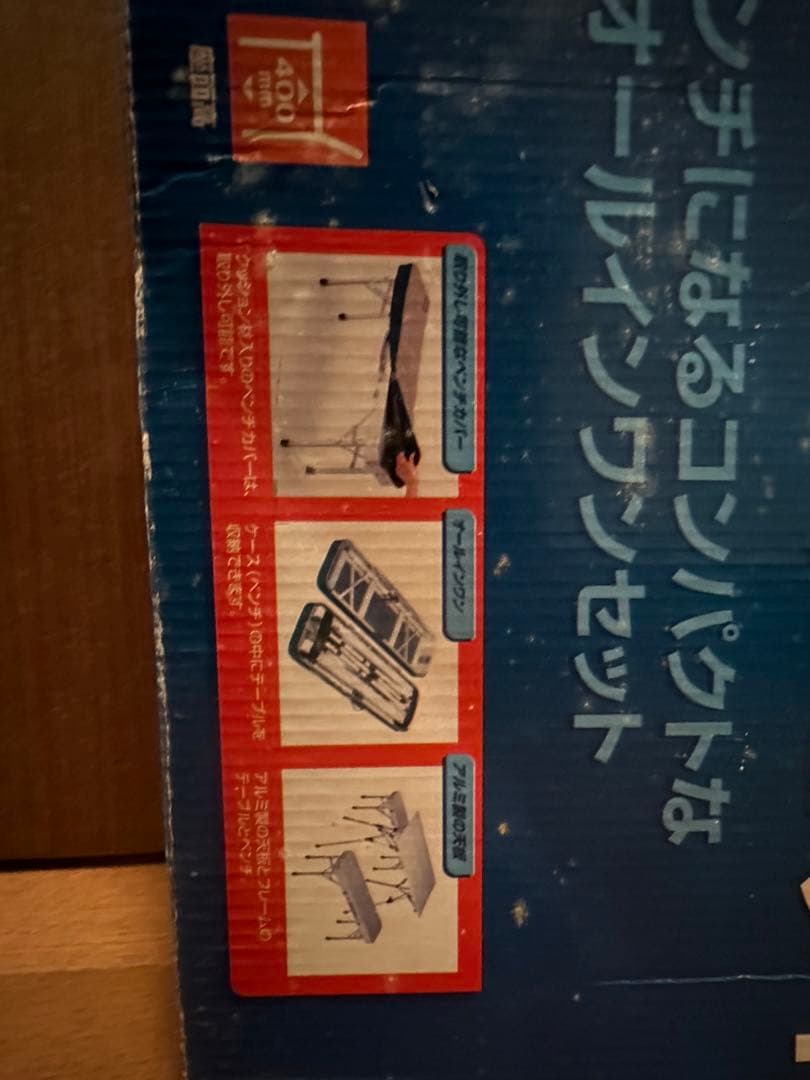 ンチになるコンパクトな
オールインワンセット
400
mm
座面高
取り外し可能なベンチカバー
クッション材入りのベンチカバーは、
取り外し可能です。
オールインワン
ケース(ベンチ)の中にテーブルを
収納できます。
アルミ製の天板
アルミ製の天板とフレームの
テーブルとベンチ